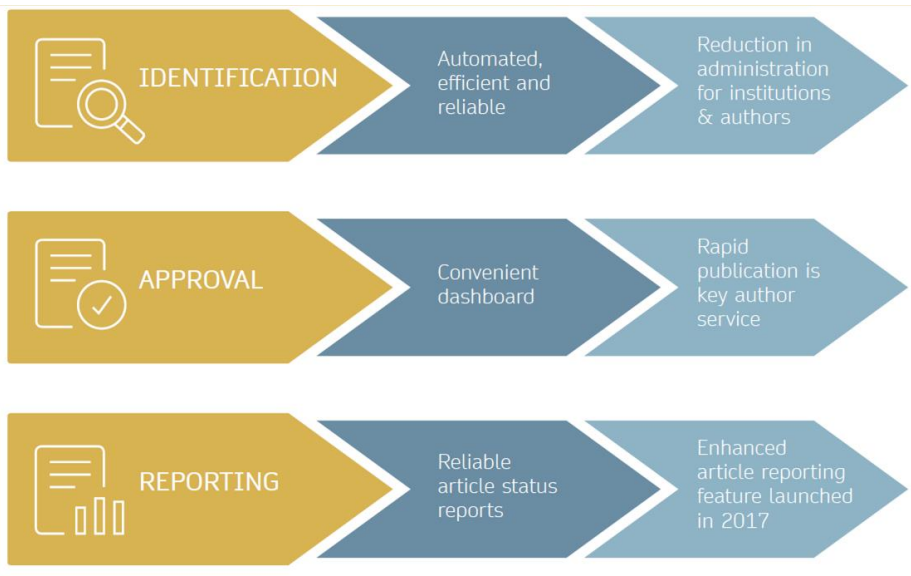 IDENTIFICATION
Automated,
efficient and
reliable
Reduction in
administration
for institutions
& authors
APPROVAL
Convenient
dashboard
Rapid
publication is
key author
service
REPORTING
Reliable
article status
reports
Enhanced
article reporting
feature launched
in 2017